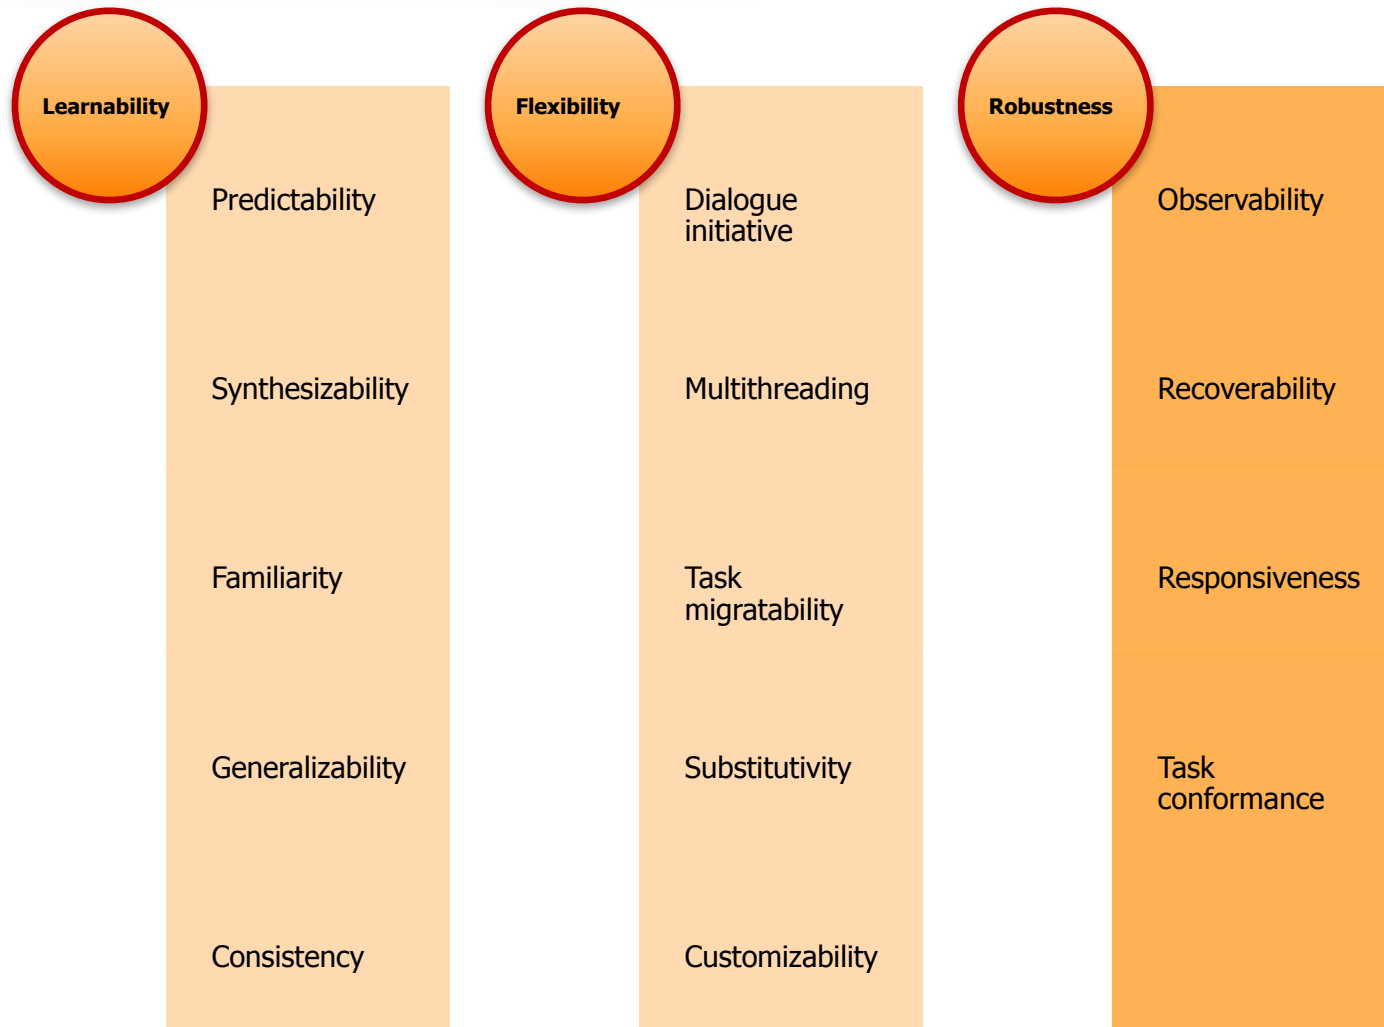 Learnability
Predictability
Synthesizability
Familiarity
Generalizability
Consistency
Flexibility
Dialogue
initiative
Multithreading
Task
migratability
Substitutivity
Customizability
Robustness
Observability
Recoverability
Responsiveness
Task
conformance